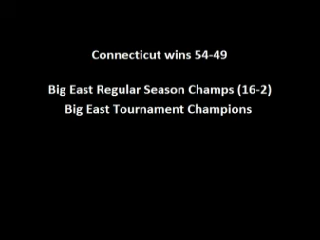 Connecticut wins 54-49
Big East Regular Season Champs (16-2)
Big East Tournament Champions